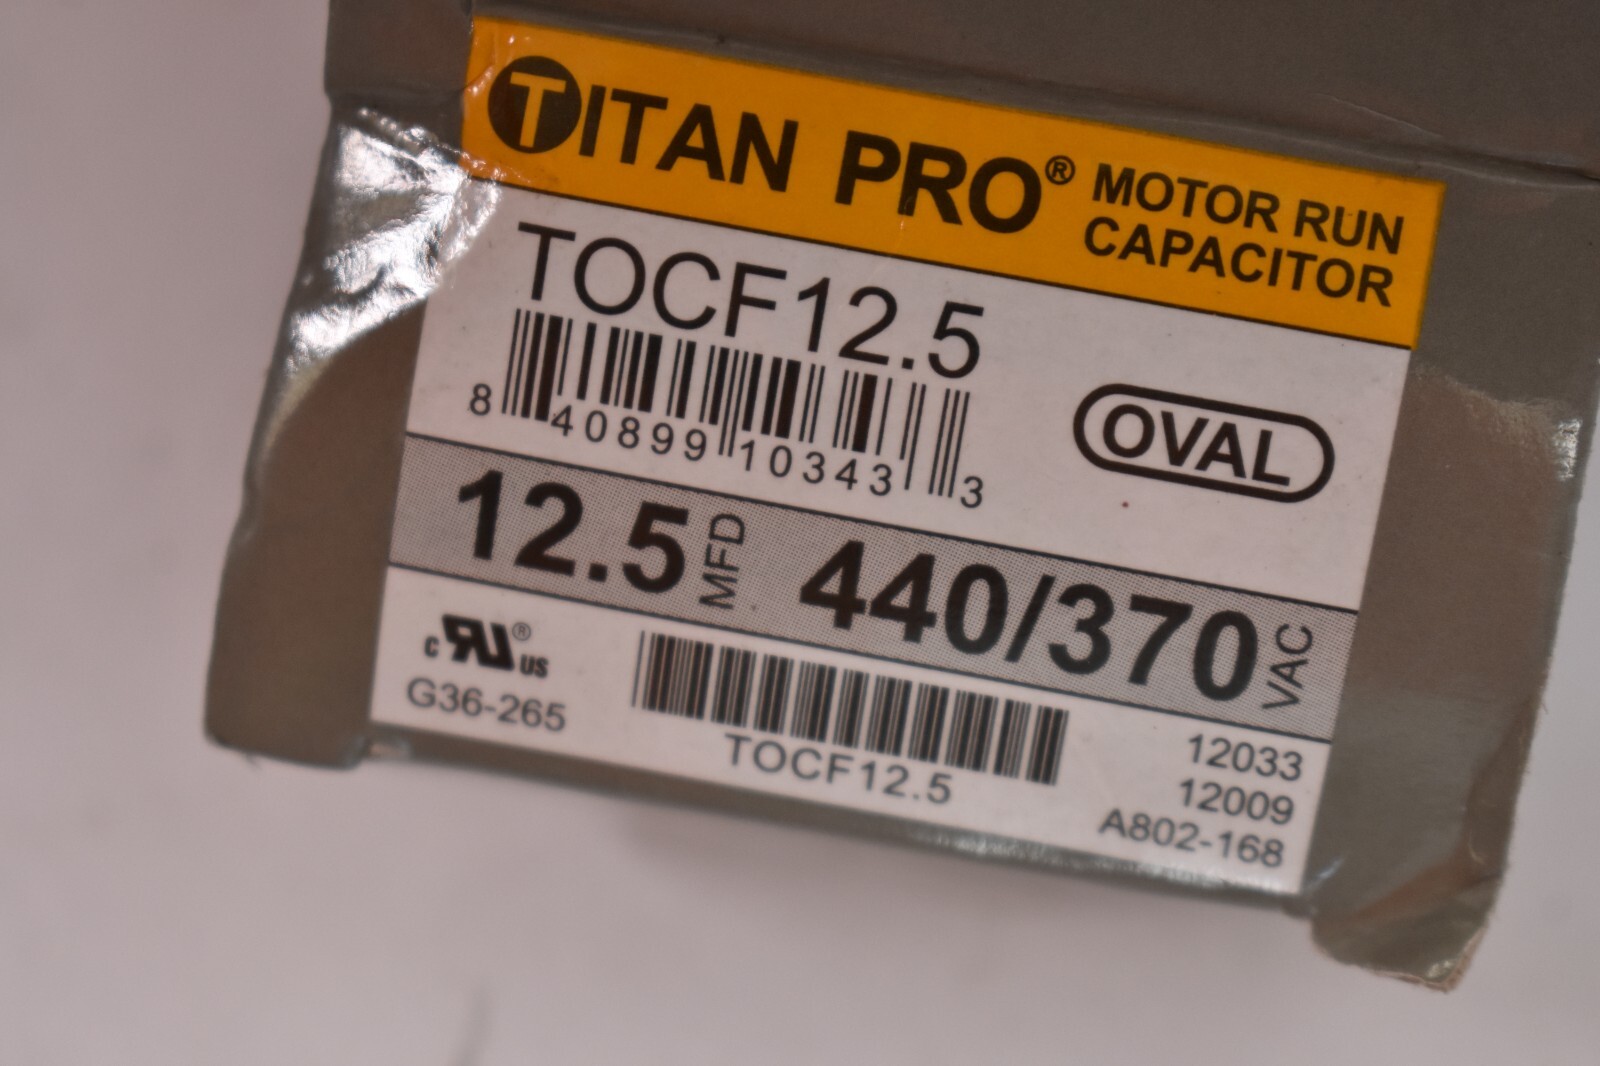 TITAN PRO® MOTOR RUN
CAPACITOR
TOCF12.5
8 40899 10343 3
OVAL
12.5 MFD 440/370 VAC
c RU® US
G36-265
TOCF12.5
12033
12009
A802-168